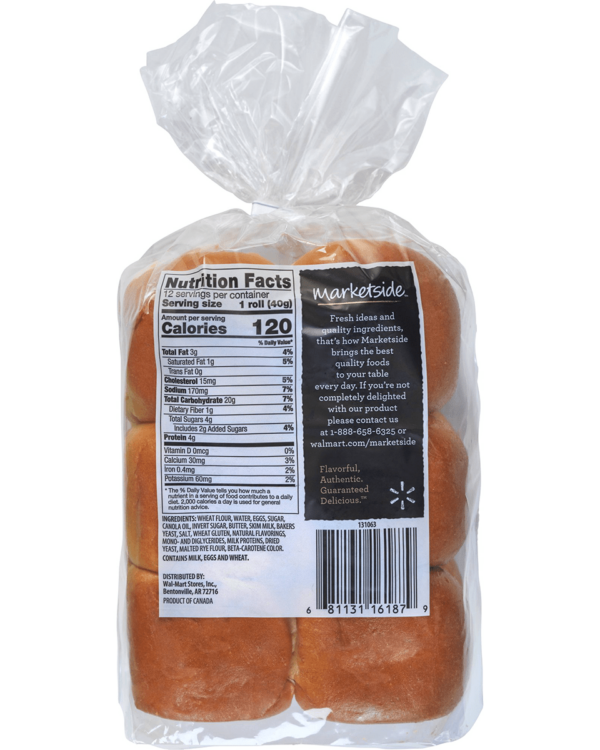 Nutrition Facts
12 servings per container
Serving size 1 roll (40g)
Amount per serving
Calories 120
% Daily Value*
Total Fat 3g 4%
Saturated Fat 1g 5%
Trans Fat 0g
Cholesterol 15mg 5%
Sodium 170mg 7%
Total Carbohydrate 20g 7%
Dietary Fiber 1g 4%
Total Sugars 4g
Includes 2g Added Sugars 4%
Protein 4g
Vitamin D 0mcg 0%
Calcium 30mg 3%
Iron 0.4mg 2%
Potassium 60mg 2%
* The % Daily Value tells you how much a
nutrient in a serving of food contributes to a daily
diet. 2,000 calories a day is used for general
nutrition advice.
INGREDIENTS: WHEAT FLOUR, WATER, EGGS, SUGAR,
CANOLA OIL, INVERT SUGAR, BUTTER, SKIM MILK, BAKERS
YEAST, SALT, WHEAT GLUTEN, NATURAL FLAVORINGS,
MONO- AND DIGLYCERIDES, MILK PROTEINS, DRIED
YEAST, MALTED RYE FLOUR, BETA-CAROTENE COLOR.
CONTAINS MILK, EGGS AND WHEAT.
DISTRIBUTED BY:
Wal-Mart Stores, Inc.,
Bentonville, AR 72716
PRODUCT OF CANADA
marketside™
Fresh ideas and
quality ingredients,
that's how Marketside
brings the best
quality foods
to your table
every day. If you're not
completely delighted
with our product
please contact us
at 1-888-658-6325 or
walmart.com/marketside
Flavorful,
Authentic.
Guaranteed
Delicious.™
131063
6 81131 16187 9